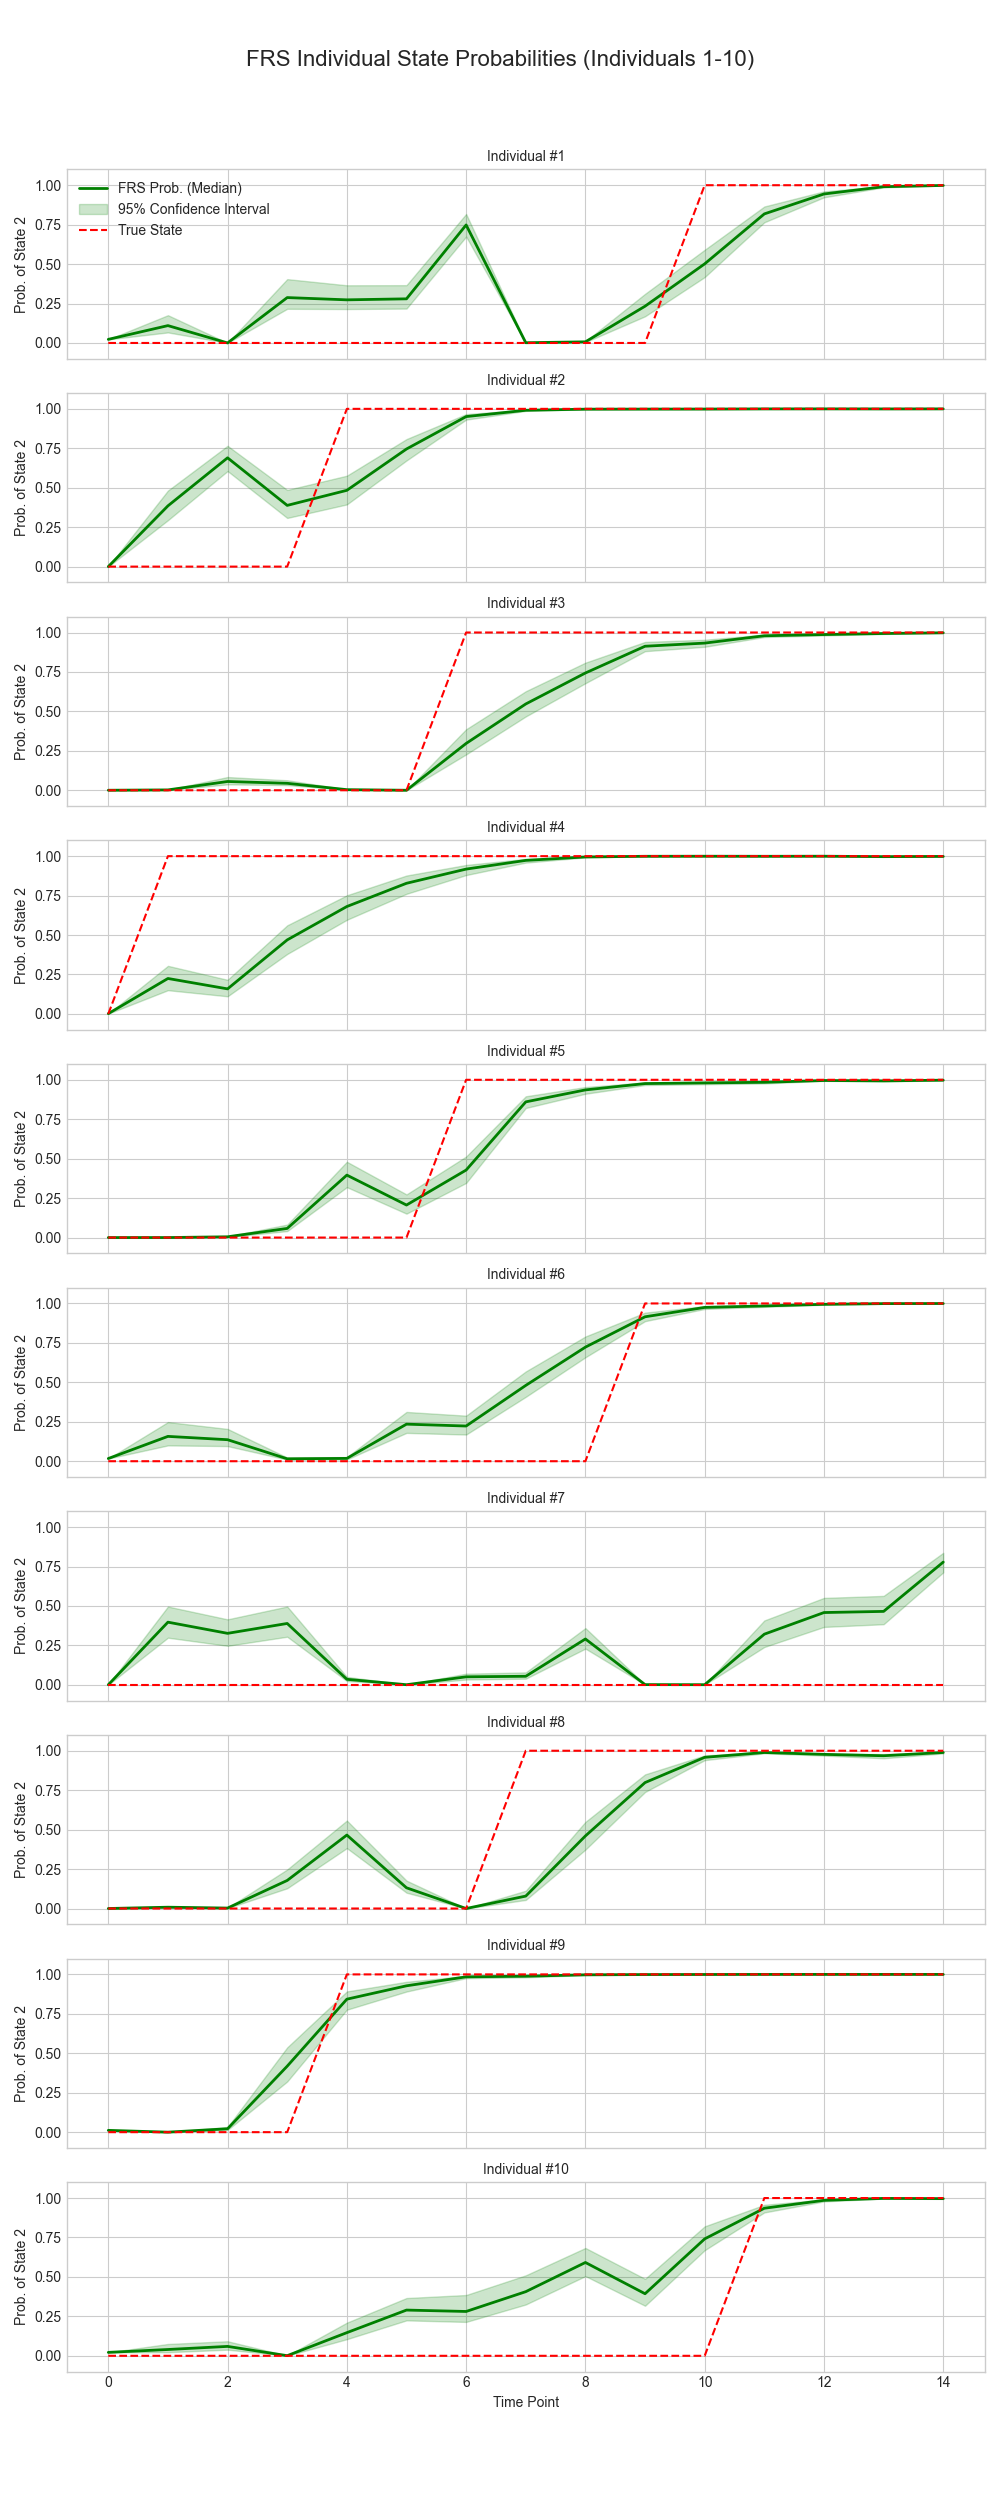 FRS Individual State Probabilities (Individuals 1-10)
Individual #1
1.00
0.75
0.50
0.25
0.00
Prob. of State 2
FRS Prob. (Median)
95% Confidence Interval
True State
Individual #2
1.00
0.75
0.50
0.25
0.00
Prob. of State 2
Individual #3
1.00
0.75
0.50
0.25
0.00
Prob. of State 2
Individual #4
1.00
0.75
0.50
0.25
0.00
Prob. of State 2
Individual #5
1.00
0.75
0.50
0.25
0.00
Prob. of State 2
Individual #6
1.00
0.75
0.50
0.25
0.00
Prob. of State 2
Individual #7
1.00
0.75
0.50
0.25
0.00
Prob. of State 2
Individual #8
1.00
0.75
0.50
0.25
0.00
Prob. of State 2
Individual #9
1.00
0.75
0.50
0.25
0.00
Prob. of State 2
Individual #10
1.00
0.75
0.50
0.25
0.00
Prob. of State 2
0 2 4 6 8 10 12 14
Time Point